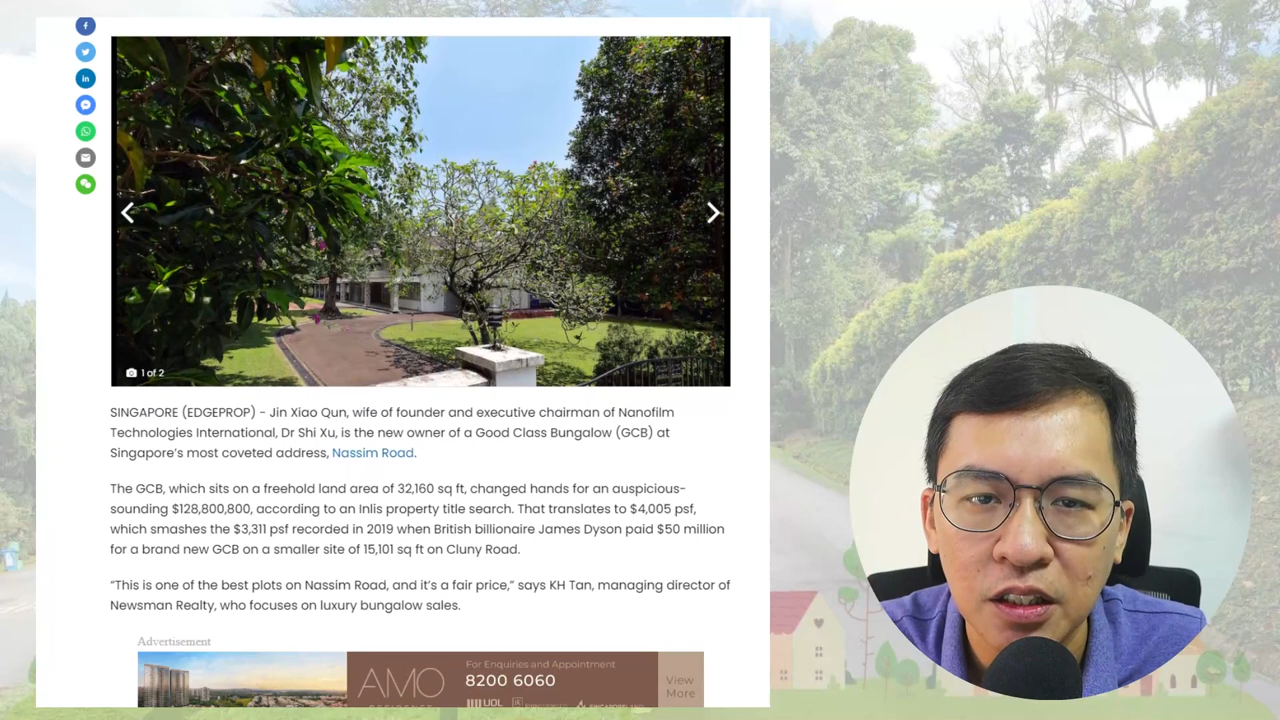 1 of 2
SINGAPORE (EDGEPROP) - Jin Xiao Qun, wife of founder and executive chairman of Nanofilm
Technologies International, Dr Shi Xu, is the new owner of a Good Class Bungalow (GCB) at
Singapore's most coveted address, Nassim Road.
The GCB, which sits on a freehold land area of 32,160 sq ft, changed hands for an auspicious-
sounding $128,800,800, according to an Inlis property title search. That translates to $4,005 psf,
which smashes the $3,311 psf recorded in 2019 when British billionaire James Dyson paid $50 million
for a brand new GCB on a smaller site of 15,101 sq ft on Cluny Road.
“This is one of the best plots on Nassim Road, and it's a fair price,” says KH Tan, managing director of
Newsman Realty, who focuses on luxury bungalow sales.
Advertisement
AMO
For Enquiries and Appointment
8200 6060
View
More
UOL